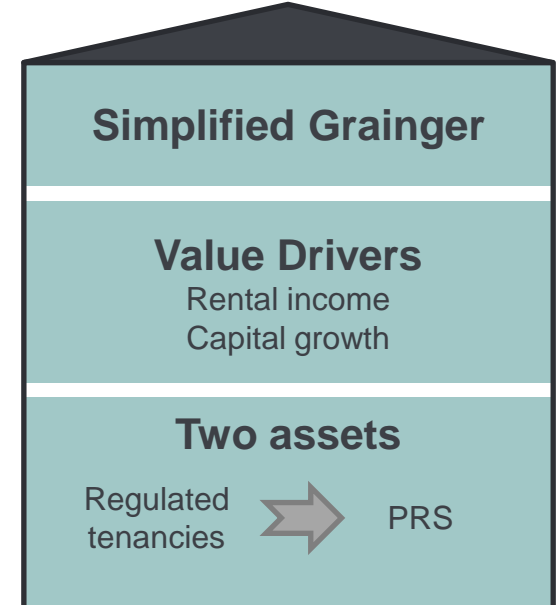 Simplified Grainger
Value Drivers
Rental income
Capital growth
Two assets
Regulated
tenancies
PRS